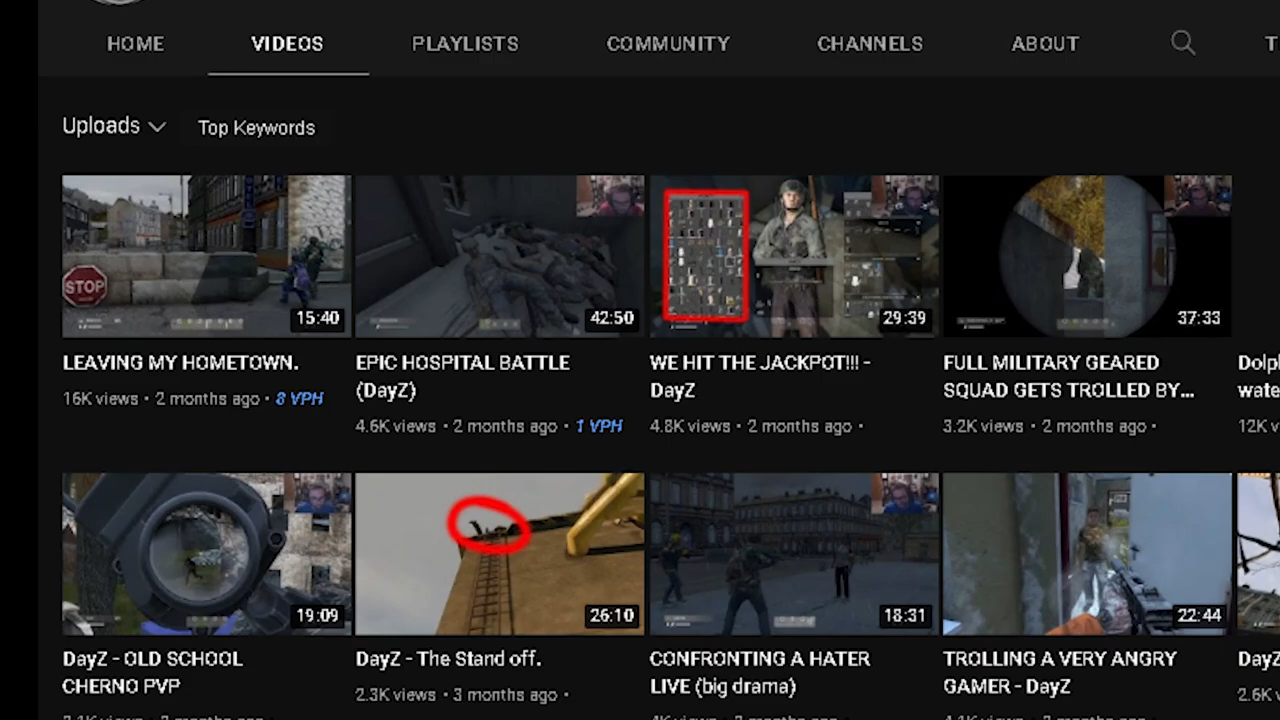 HOME VIDEOS PLAYLISTS COMMUNITY CHANNELS ABOUT
Uploads Top Keywords
STOP
15:40 42:50 29:39 37:33
LEAVING MY HOMETOWN. EPIC HOSPITAL BATTLE WE HIT THE JACKPOT!!! - FULL MILITARY GEARED
(DayZ) DayZ SQUAD GETS TROLLED BY...
16K views • 2 months ago • 8 VPH
4.6K views • 2 months ago • 1 VPH 4.8K views • 2 months ago • 3.2K views • 2 months ago • 12K
19:09 26:10 18:31 22:44
DayZ - OLD SCHOOL DayZ - The Stand off. CONFRONTING A HATER TROLLING A VERY ANGRY
CHERNO PVP LIVE (big drama) GAMER - DayZ
2.3K views • 3 months ago • 2.6K